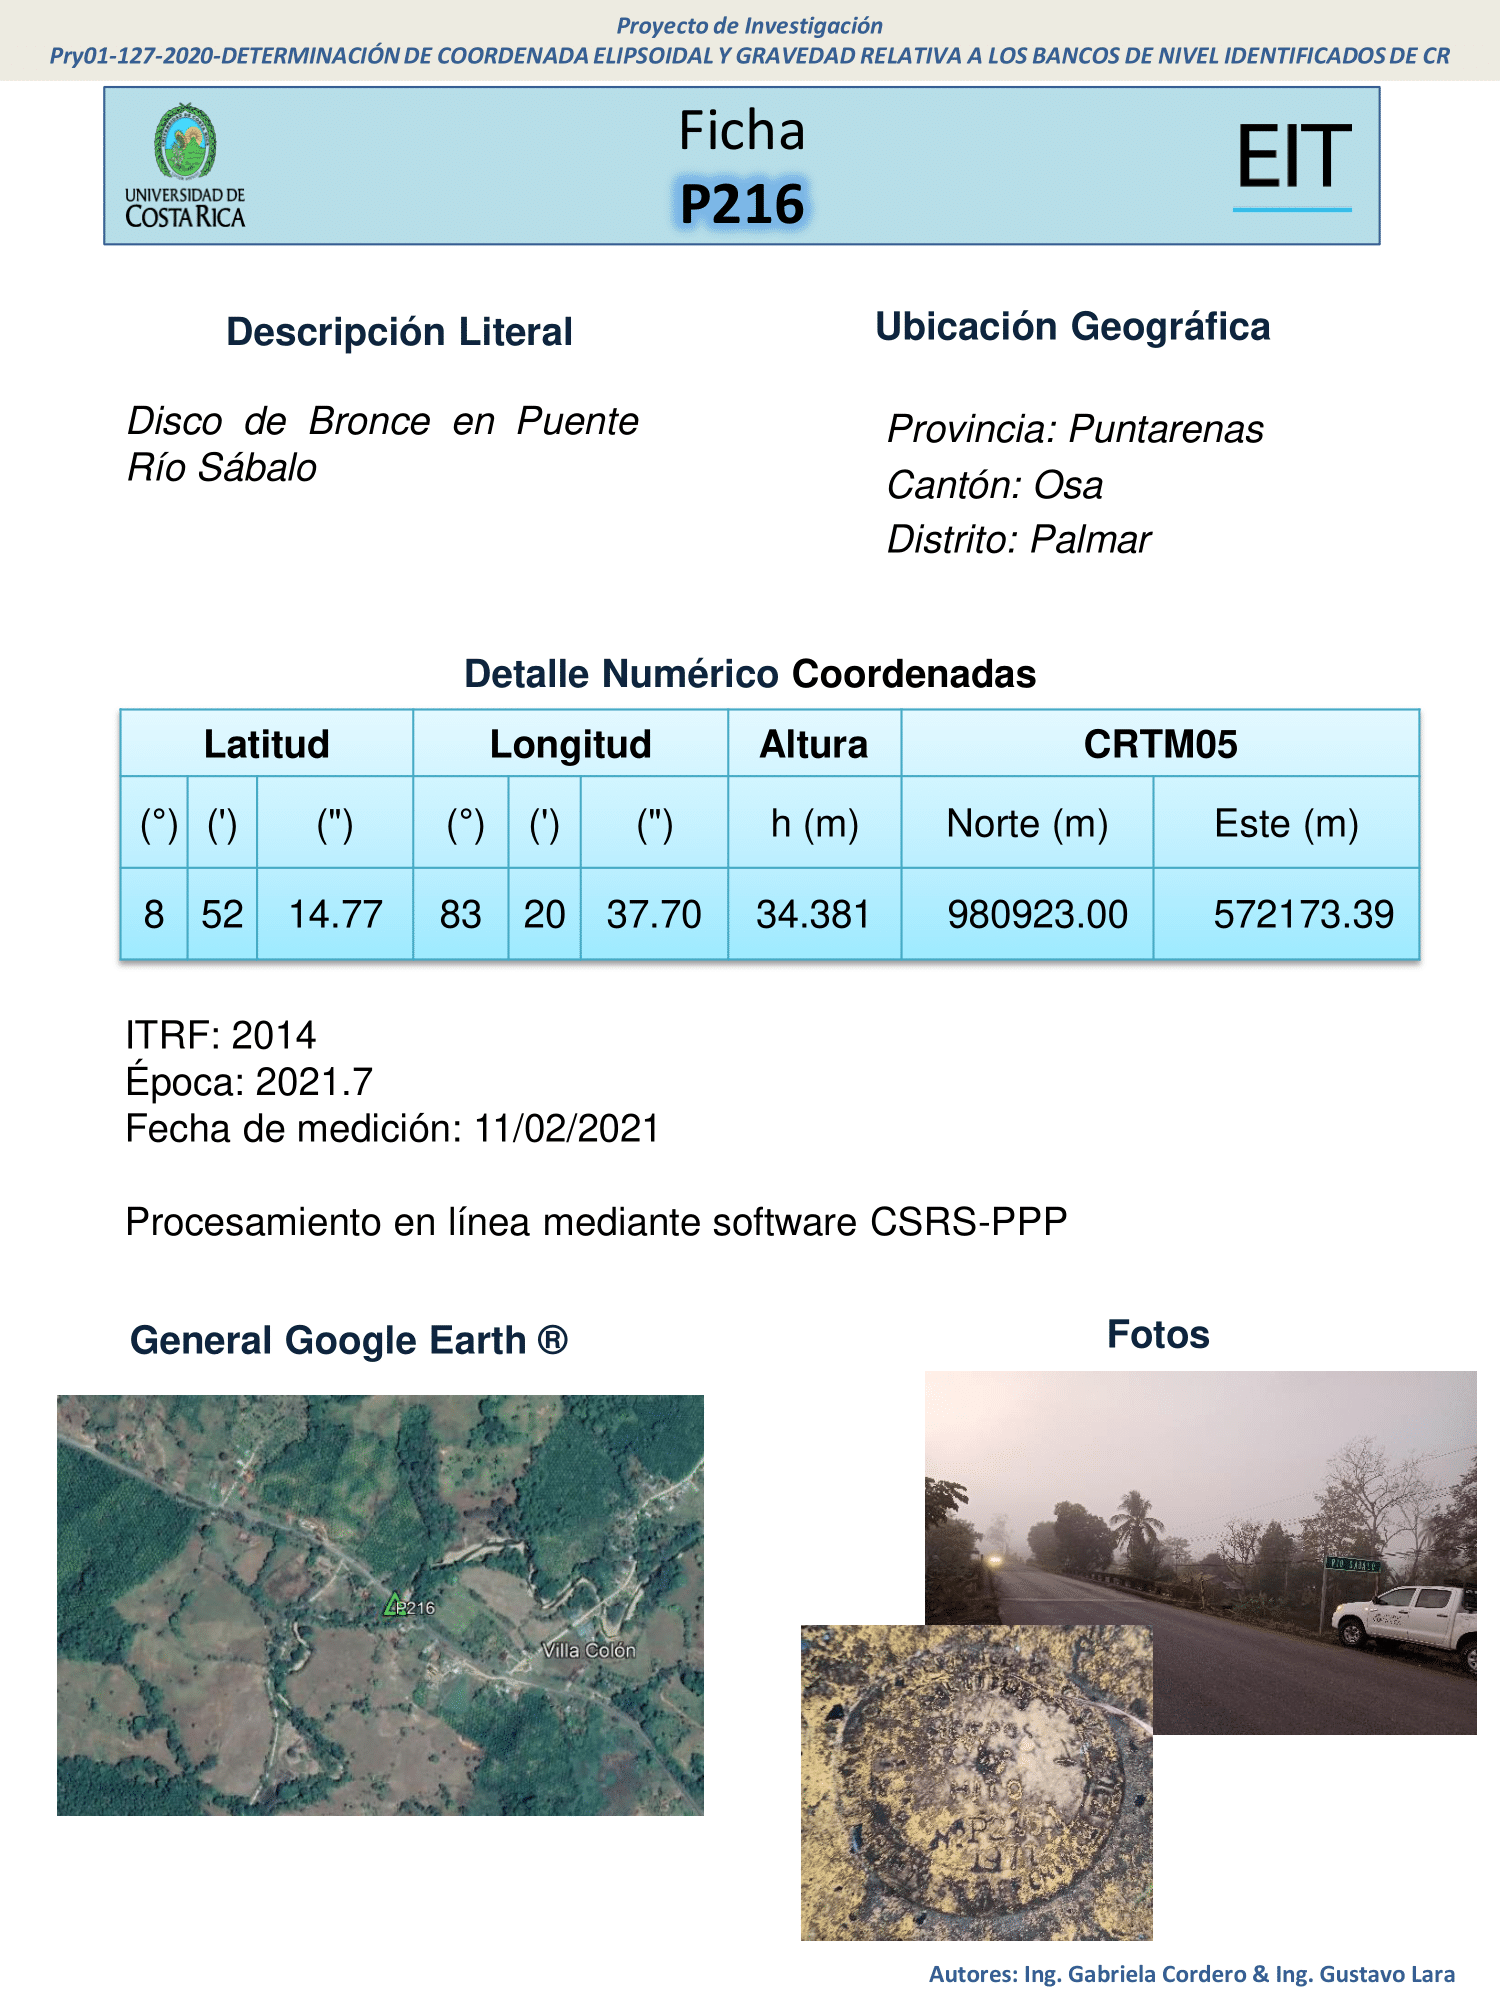 Proyecto de Investigación
Pry01-127-2020-DETERMINACIÓN DE COORDENADA ELIPSOIDAL Y GRAVEDAD RELATIVA A LOS BANCOS DE NIVEL IDENTIFICADOS DE CR
UNIVERSIDAD DE
COSTA RICA
Ficha
P216
EIT
Descripción Literal
Disco de Bronce en Puente
Río Sábalo
Ubicación Geográfica
Provincia: Puntarenas
Cantón: Osa
Distrito: Palmar
Detalle Numérico Coordenadas
Latitud Longitud Altura CRTM05
(°) (') (") (°) (') (") h (m) Norte (m) Este (m)
8 52 14.77 83 20 37.70 34.381 980923.00 572173.39
ITRF: 2014
Época: 2021.7
Fecha de medición: 11/02/2021
Procesamiento en línea mediante software CSRS-PPP
General Google Earth ®
Fotos
P216
Villa Colón
RIO SABALO
HITO
1971
Autores: Ing. Gabriela Cordero & Ing. Gustavo Lara